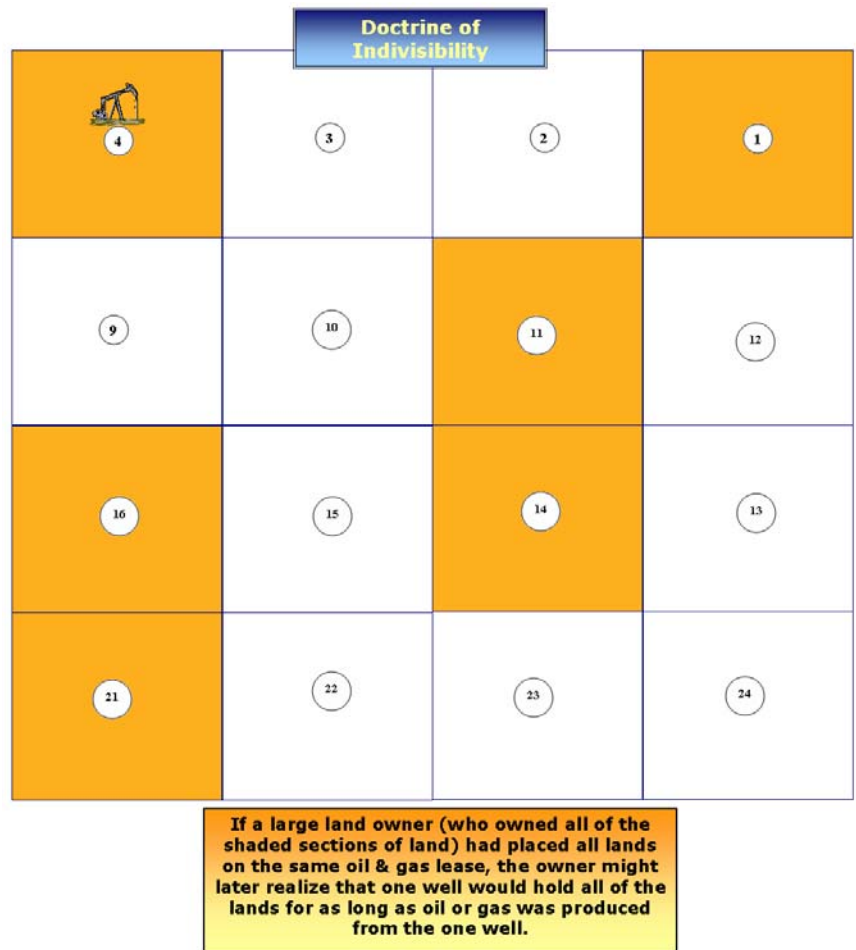 Doctrine of
Indivisibility
4
3
2
1
9
10
11
12
16
15
14
13
21
22
23
24
If a large land owner (who owned all of the
shaded sections of land) had placed all lands
on the same oil & gas lease, the owner might
later realize that one well would hold all of the
lands for as long as oil or gas was produced
from the one well.